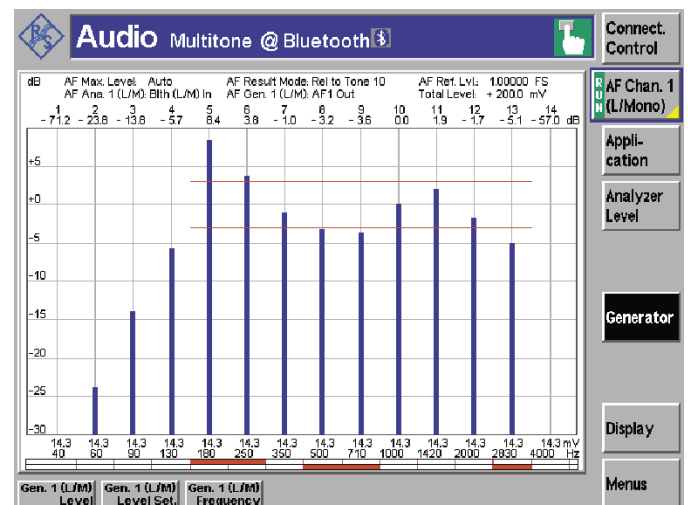 R S
Audio Multitone @ Bluetooth
Connect.
Control
RUN
AF Chan. 1
(L/Mono)
Appli-
cation
Analyzer
Level
Generator
Display
Menus
dB AF Max. Level: Auto AF Result Mode: Rel to Tone 10 AF Ref. Lvl.: 1.00000 FS
AF Ana. 1 (L/M): Blth (L/M) In AF Gen. 1 (L/M): AF1 Out Total Level: + 200.0 mV
1 2 3 4 5 6 7 8 9 10 11 12 13 14
- 71.2 - 23.8 - 13.8 - 5.7 8.4 3.8 - 1.0 - 3.2 - 3.6 0.0 1.9 - 1.7 - 5.1 - 57.0 dB
+5
+0
-5
-10
-15
-20
-25
-30
14.3 14.3 14.3 14.3 14.3 14.3 14.3 14.3 14.3 14.3 14.3 14.3 14.3 14.3 mV
40 60 90 130 180 250 350 500 710 1000 1420 2000 2830 4000 Hz
Gen. 1 (L/M) Level
Gen. 1 (L/M) Level Set.
Gen. 1 (L/M) Frequency